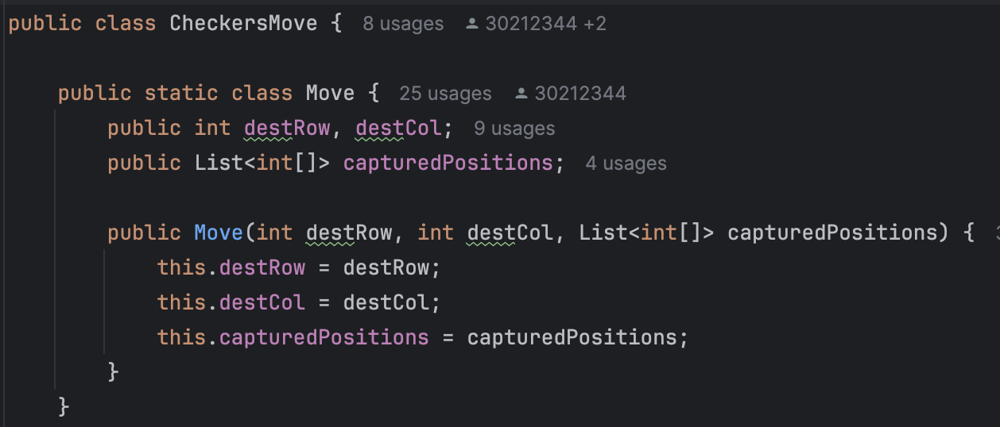 public class CheckersMove { 8 usages 30212344 +2
public static class Move { 25 usages 30212344
public int destRow, destCol; 9 usages
public List<int[]> capturedPositions; 4 usages
public Move(int destRow, int destCol, List<int[]> capturedPositions) {
this.destRow = destRow;
this.destCol = destCol;
this.capturedPositions = capturedPositions;
}
}